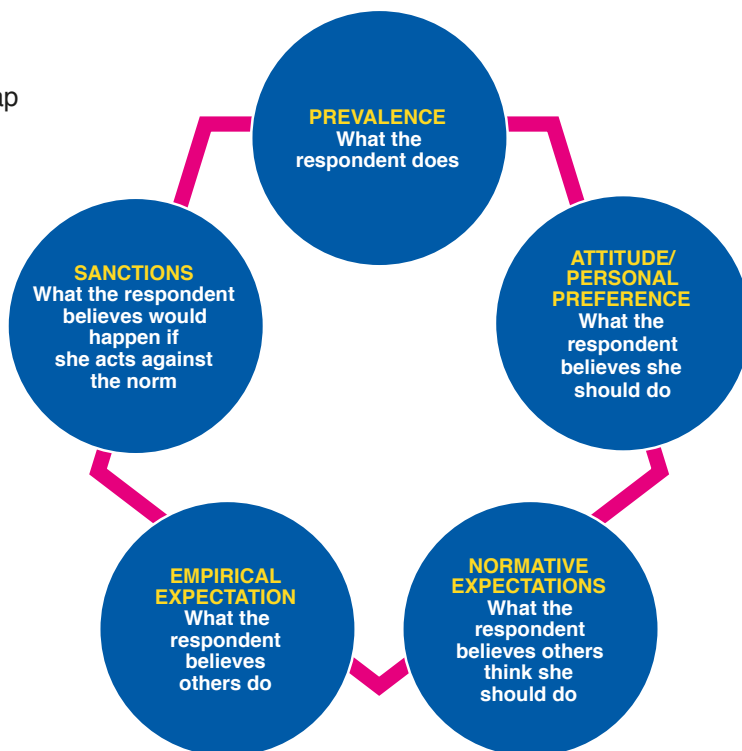 ap
PREVALENCE
What the
respondent does
ATTITUDE/
PERSONAL
PREFERENCE
What the
respondent
believes she
should do
NORMATIVE
EXPECTATIONS
What the
respondent
believes others
think she
should do
EMPIRICAL
EXPECTATION
What the
respondent
believes
others do
SANCTIONS
What the respondent
believes would
happen if
she acts against
the norm